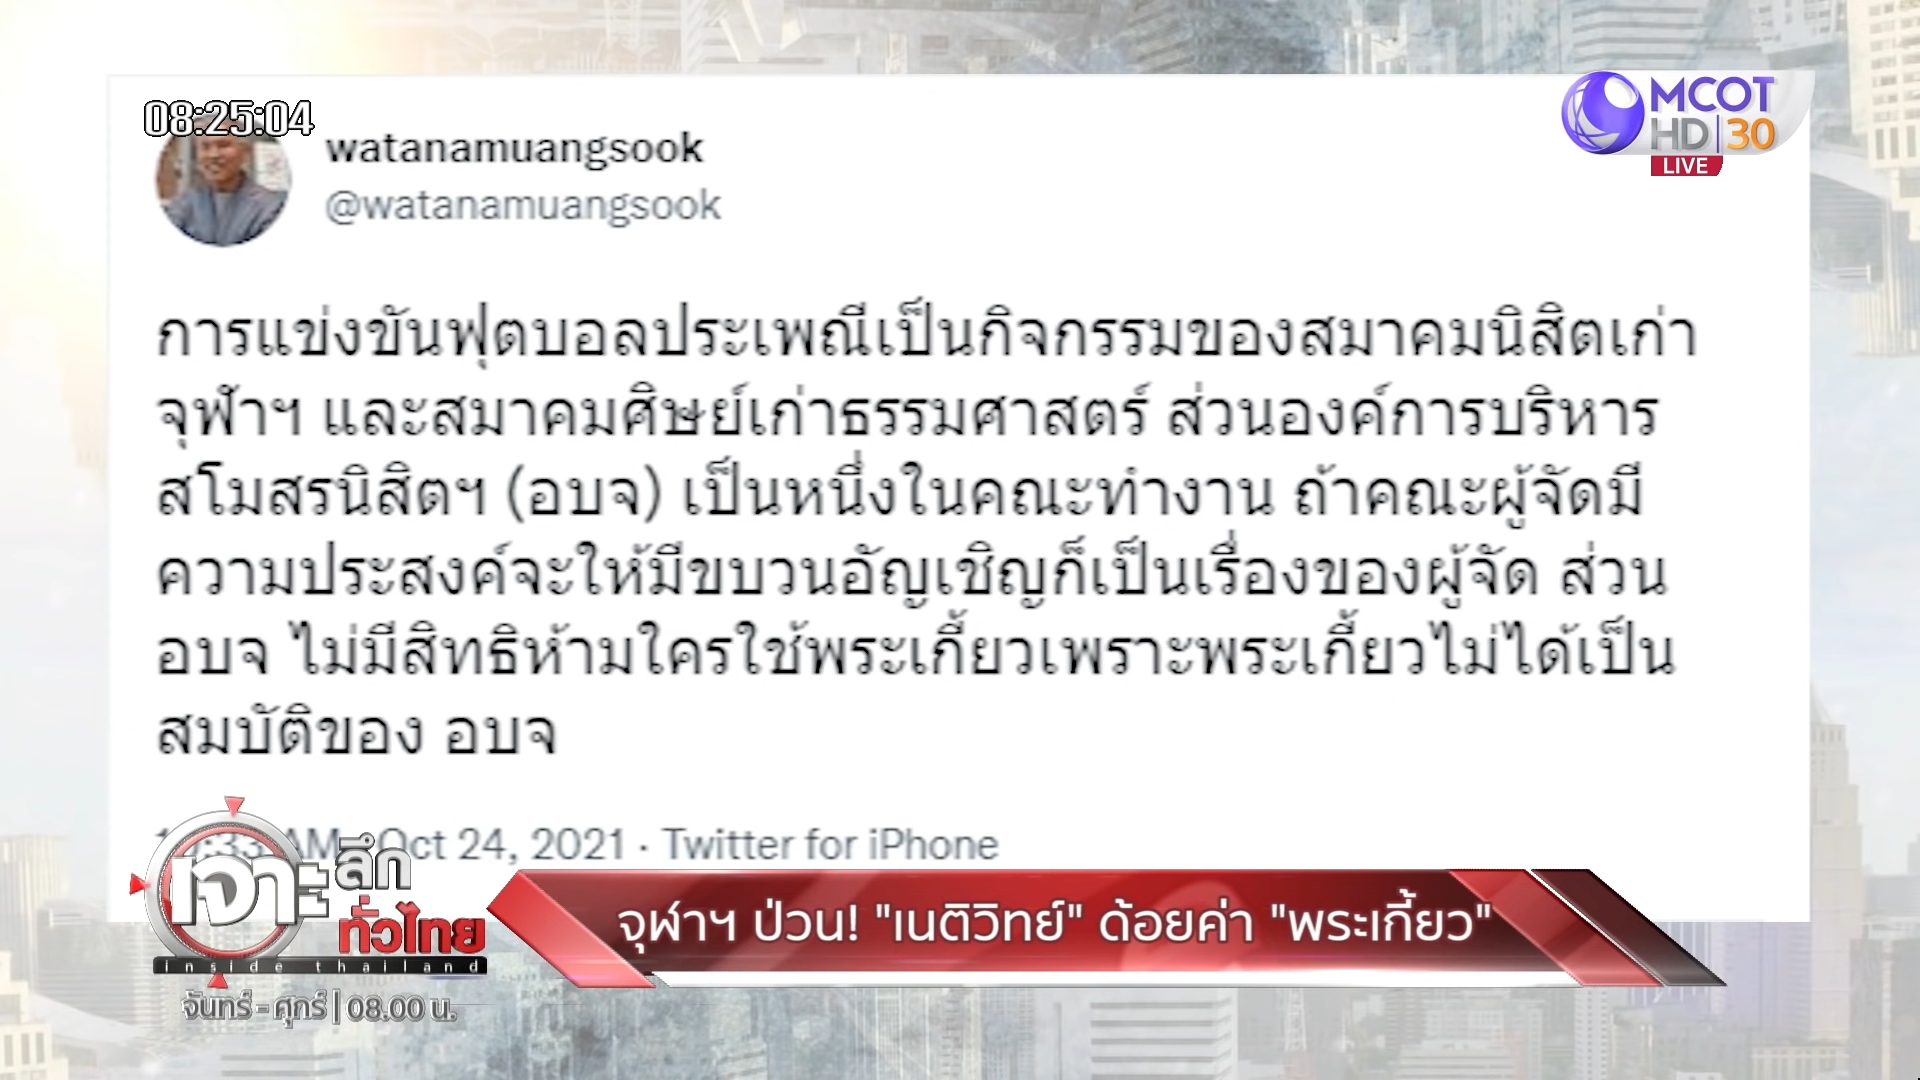 08:25:04
MCOT
HD 30
LIVE
watanamuangsook
@watanamuangsook
การแข่งขันฟุตบอลประเพณีเป็นกิจกรรมของสมาคมนิสิตเก่า
จุฬาฯ และสมาคมศิษย์เก่าธรรมศาสตร์ ส่วนองค์การบริหาร
สโมสรนิสิตฯ (อบจ) เป็นหนึ่งในคณะทำงาน ถ้าคณะผู้จัดมี
ความประสงค์จะให้มีขบวนอัญเชิญก็เป็นเรื่องของผู้จัด ส่วน
อบจ ไม่มีสิทธิห้ามใครใช้พระเกี้ยวเพราะพระเกี้ยวไม่ได้เป็น
สมบัติของ อบจ
AM Oct 24, 2021 · Twitter for iPhone
เจาะลึก
ทั่วไทย
inside thailand
จันทร์ - ศุกร์ | 08.00 น.
จุฬาฯ ป่วน! "เนติวิทย์" ด้อยค่า "พระเกี้ยว"